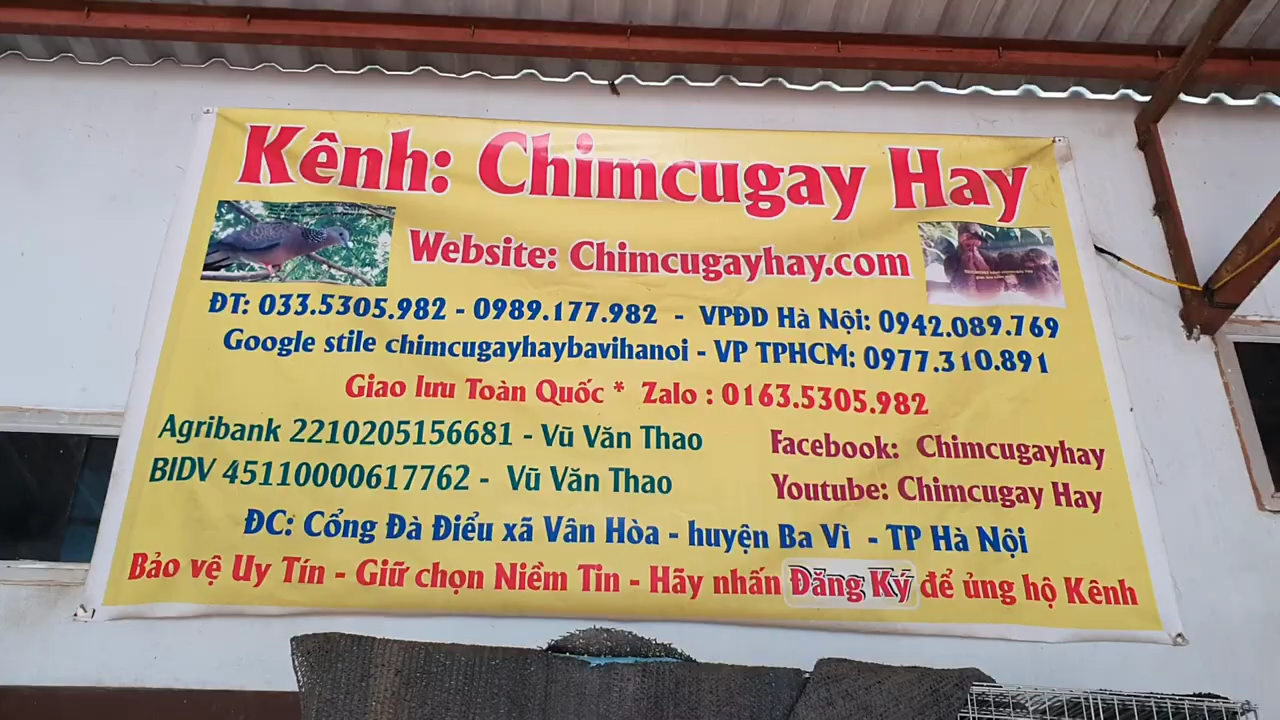 Kênh: Chimcugay Hay
Website: Chimcugayhay.com
ĐT: 033.5305.982 - 0989.177.982 - VPĐD Hà Nội: 0942.089.769
Google stile chimcugayhaybavihanoi - VP TPHCM: 0977.310.891
Giao lưu Toàn Quốc * Zalo : 0163.5305.982
Agribank 2210205156681 - Vũ Văn Thao
Facebook: Chimcugayhay
BIDV 45110000617762 - Vũ Văn Thao
Youtube: Chimcugay Hay
ĐC: Cổng Đà Điểu xã Vân Hòa - huyện Ba Vì - TP Hà Nội
Bảo vệ Uy Tín - Giữ chọn Niềm Tin - Hãy nhấn Đăng Ký để ủng hộ Kênh